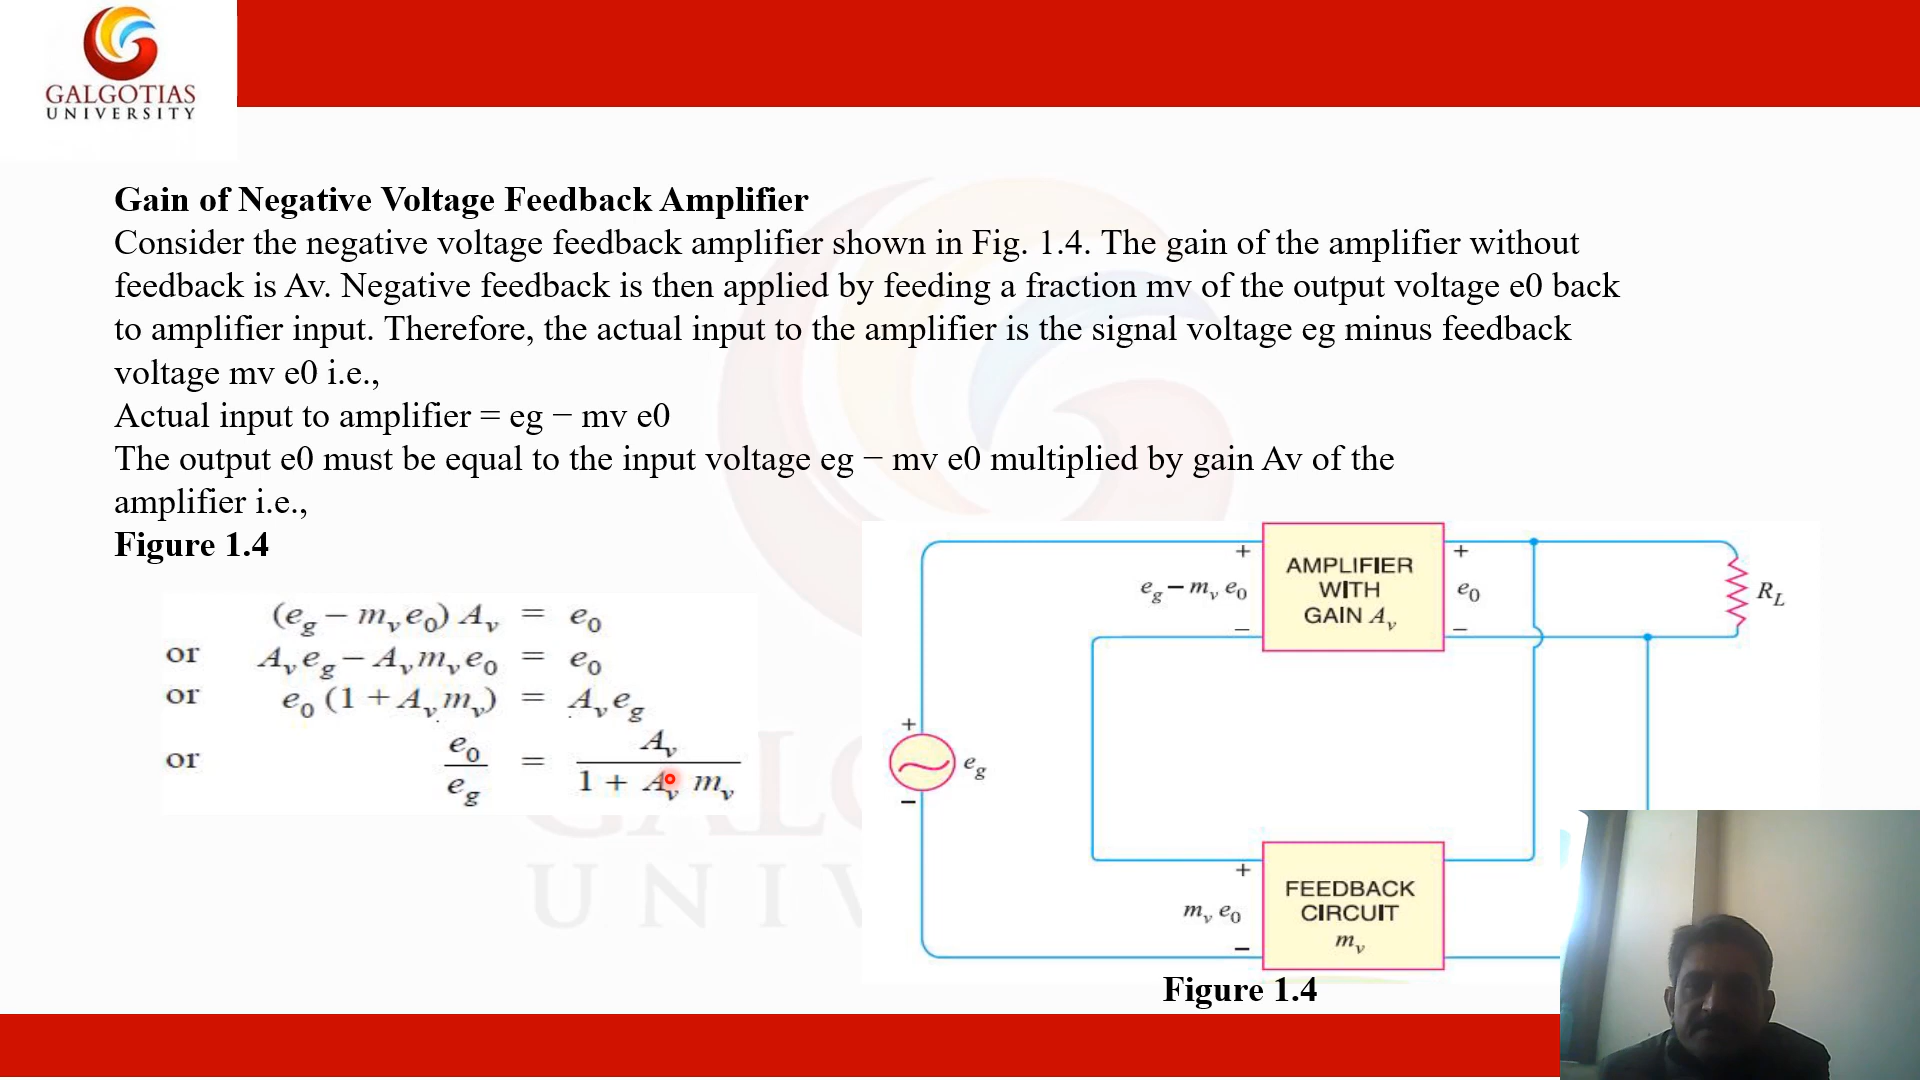 GALGOTIAS
UNIVERSITY
Gain of Negative Voltage Feedback Amplifier
Consider the negative voltage feedback amplifier shown in Fig. 1.4. The gain of the amplifier without
feedback is Av. Negative feedback is then applied by feeding a fraction mv of the output voltage e0 back
to amplifier input. Therefore, the actual input to the amplifier is the signal voltage eg minus feedback
voltage mv e0 i.e.,
Actual input to amplifier = eg − mv e0
The output e0 must be equal to the input voltage eg − mv e0 multiplied by gain Av of the
amplifier i.e.,
Figure 1.4
(e_g − m_v e_0) A_v = e_0
or A_v e_g − A_v m_v e_0 = e_0
or e_0 (1 + A_v m_v) = A_v e_g
or e_0 / e_g = A_v / (1 + A_v m_v)
+
e_g − m_v e_0
−
AMPLIFIER
WITH
GAIN A_v
+
e_0
−
R_L
+
e_g
−
+
m_v e_0
−
FEEDBACK
CIRCUIT
m_v
Figure 1.4